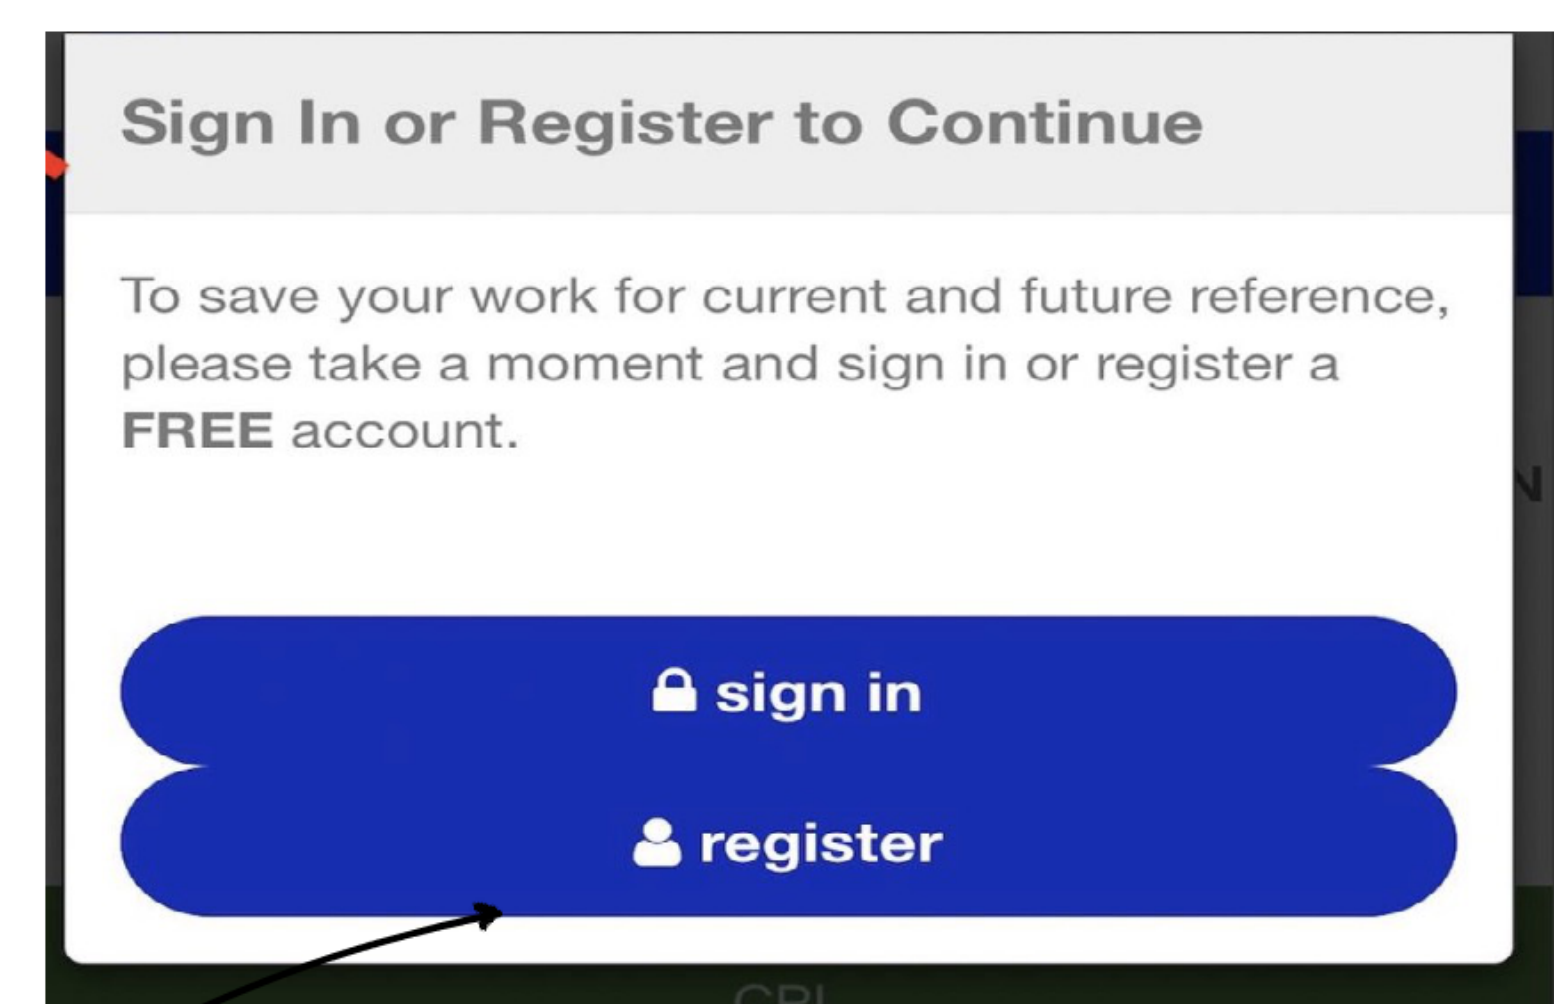 Sign In or Register to Continue
To save your work for current and future reference,
please take a moment and sign in or register a
FREE account.
N
sign in
register